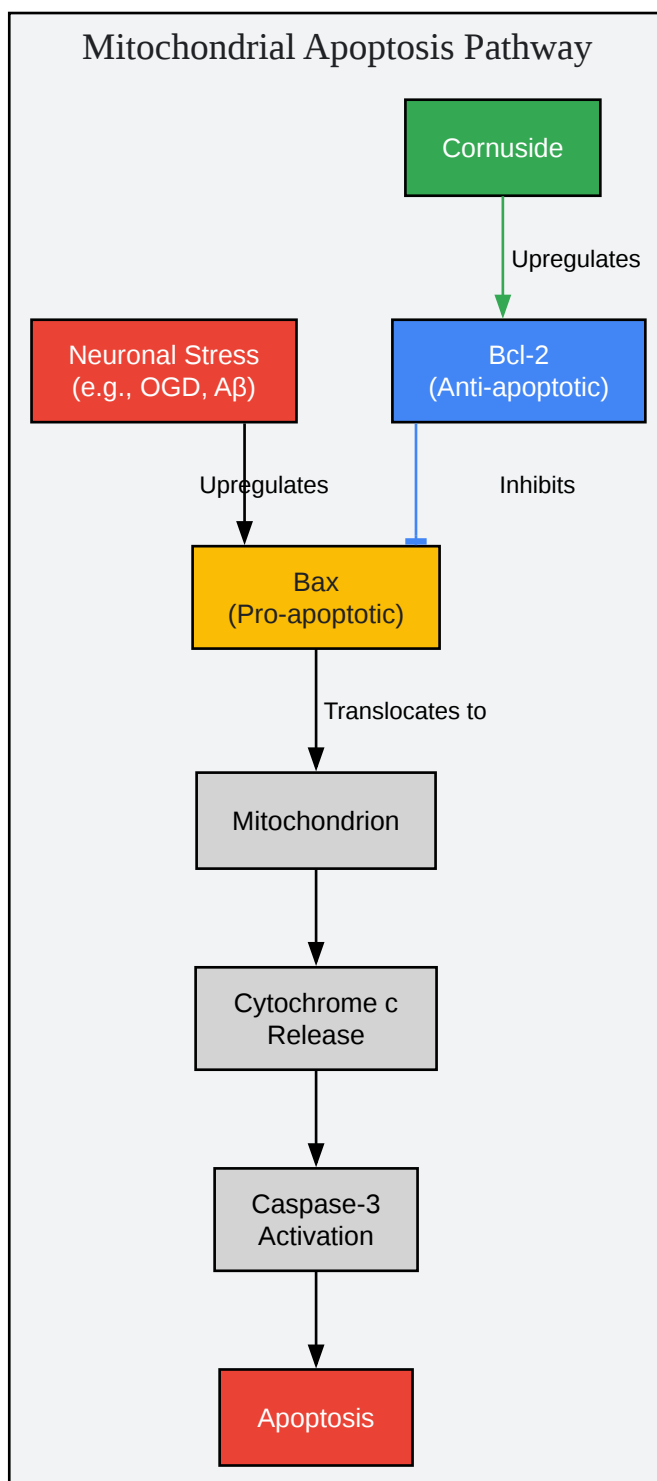 Mitochondrial Apoptosis Pathway
Cornuside
Upregulates
Neuronal Stress
(e.g., OGD, Aβ)
Bcl-2
(Anti-apoptotic)
Upregulates
Inhibits
Bax
(Pro-apoptotic)
Translocates to
Mitochondrion
Cytochrome c
Release
Caspase-3
Activation
Apoptosis